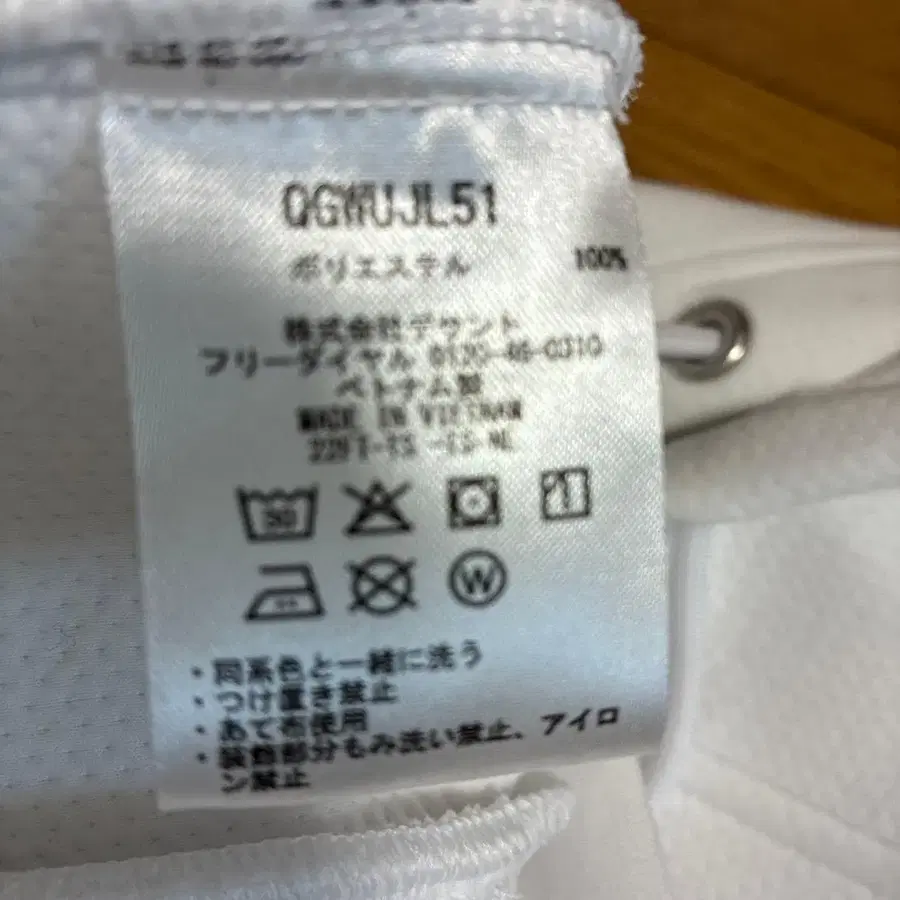 QGWUJL51
ポリエステル 100%
株式会社デサント
フリーダイヤル 0120-46-0310
ベトナム製
MADE IN VIETNAM
30
W
・同系色と一緒に洗う
・つけ置き禁止
・あて布使用
・装飾部分もみ洗い禁止、アイロ
ン禁止